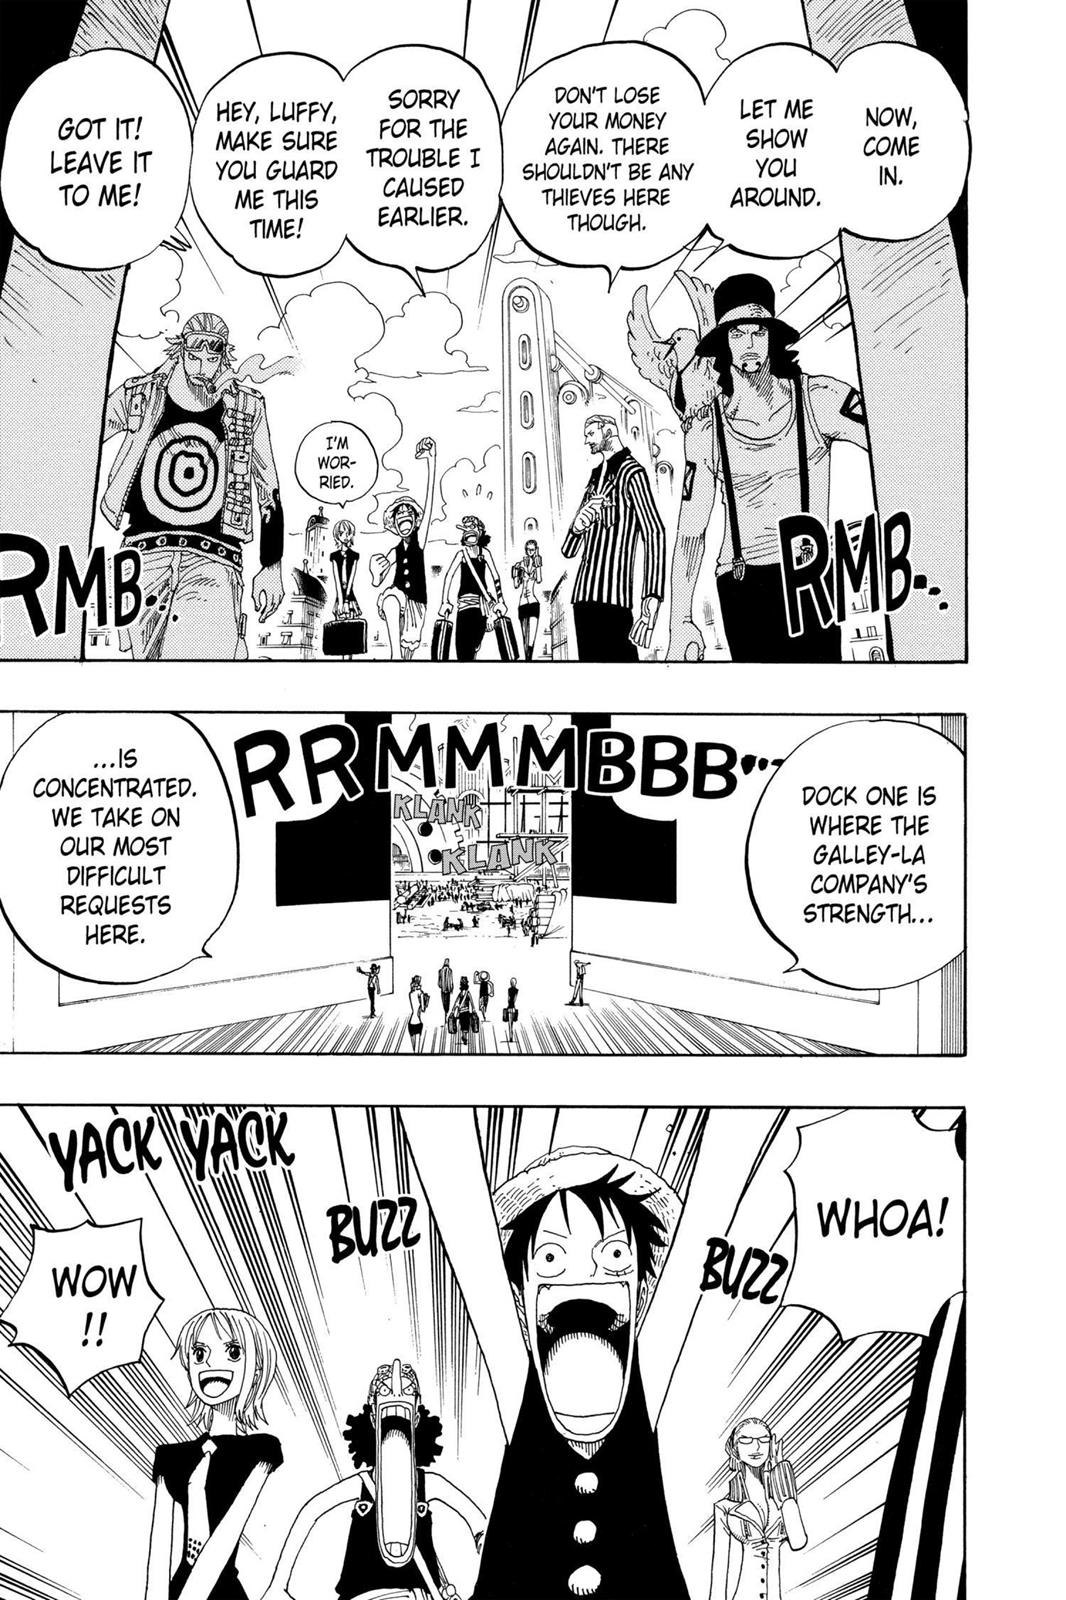 NOW,
COME
IN.
LET ME
SHOW
YOU
AROUND.
DON'T LOSE
YOUR MONEY
AGAIN. THERE
SHOULDN'T BE ANY
THIEVES HERE
THOUGH.
SORRY
FOR THE
TROUBLE I
CAUSED
EARLIER.
HEY, LUFFY,
MAKE SURE
YOU GUARD
ME THIS
TIME!
GOT IT!
LEAVE IT
TO ME!
I'M
WOR-
RIED.
RMB..
RMB...
RRMMMMBBB...
DOCK ONE IS
WHERE THE
GALLEY-LA
COMPANY'S
STRENGTH...
KLANK
KLANK
...IS
CONCENTRATED.
WE TAKE ON
OUR MOST
DIFFICULT
REQUESTS
HERE.
WHOA!
YACK YACK
BUZZ
BUZZ
WOW
!!